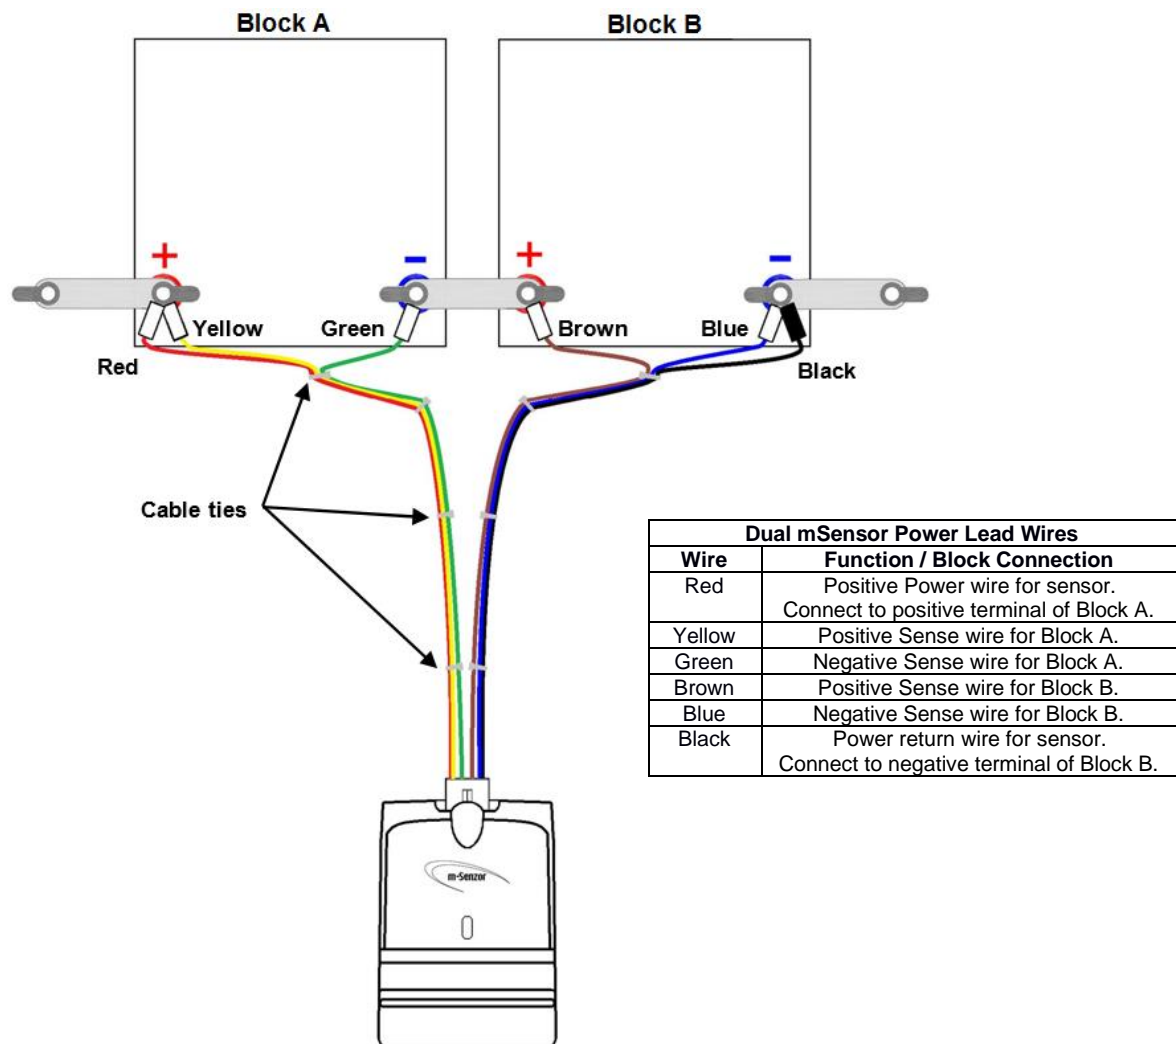 Block A
Block B
+
-
+
-
Yellow
Green
Brown
Blue
Red
Black
Cable ties
Dual mSensor Power Lead Wires
Wire Function / Block Connection
Red Positive Power wire for sensor.
Connect to positive terminal of Block A.
Yellow Positive Sense wire for Block A.
Green Negative Sense wire for Block A.
Brown Positive Sense wire for Block B.
Blue Negative Sense wire for Block B.
Black Power return wire for sensor.
Connect to negative terminal of Block B.
m-Senzor